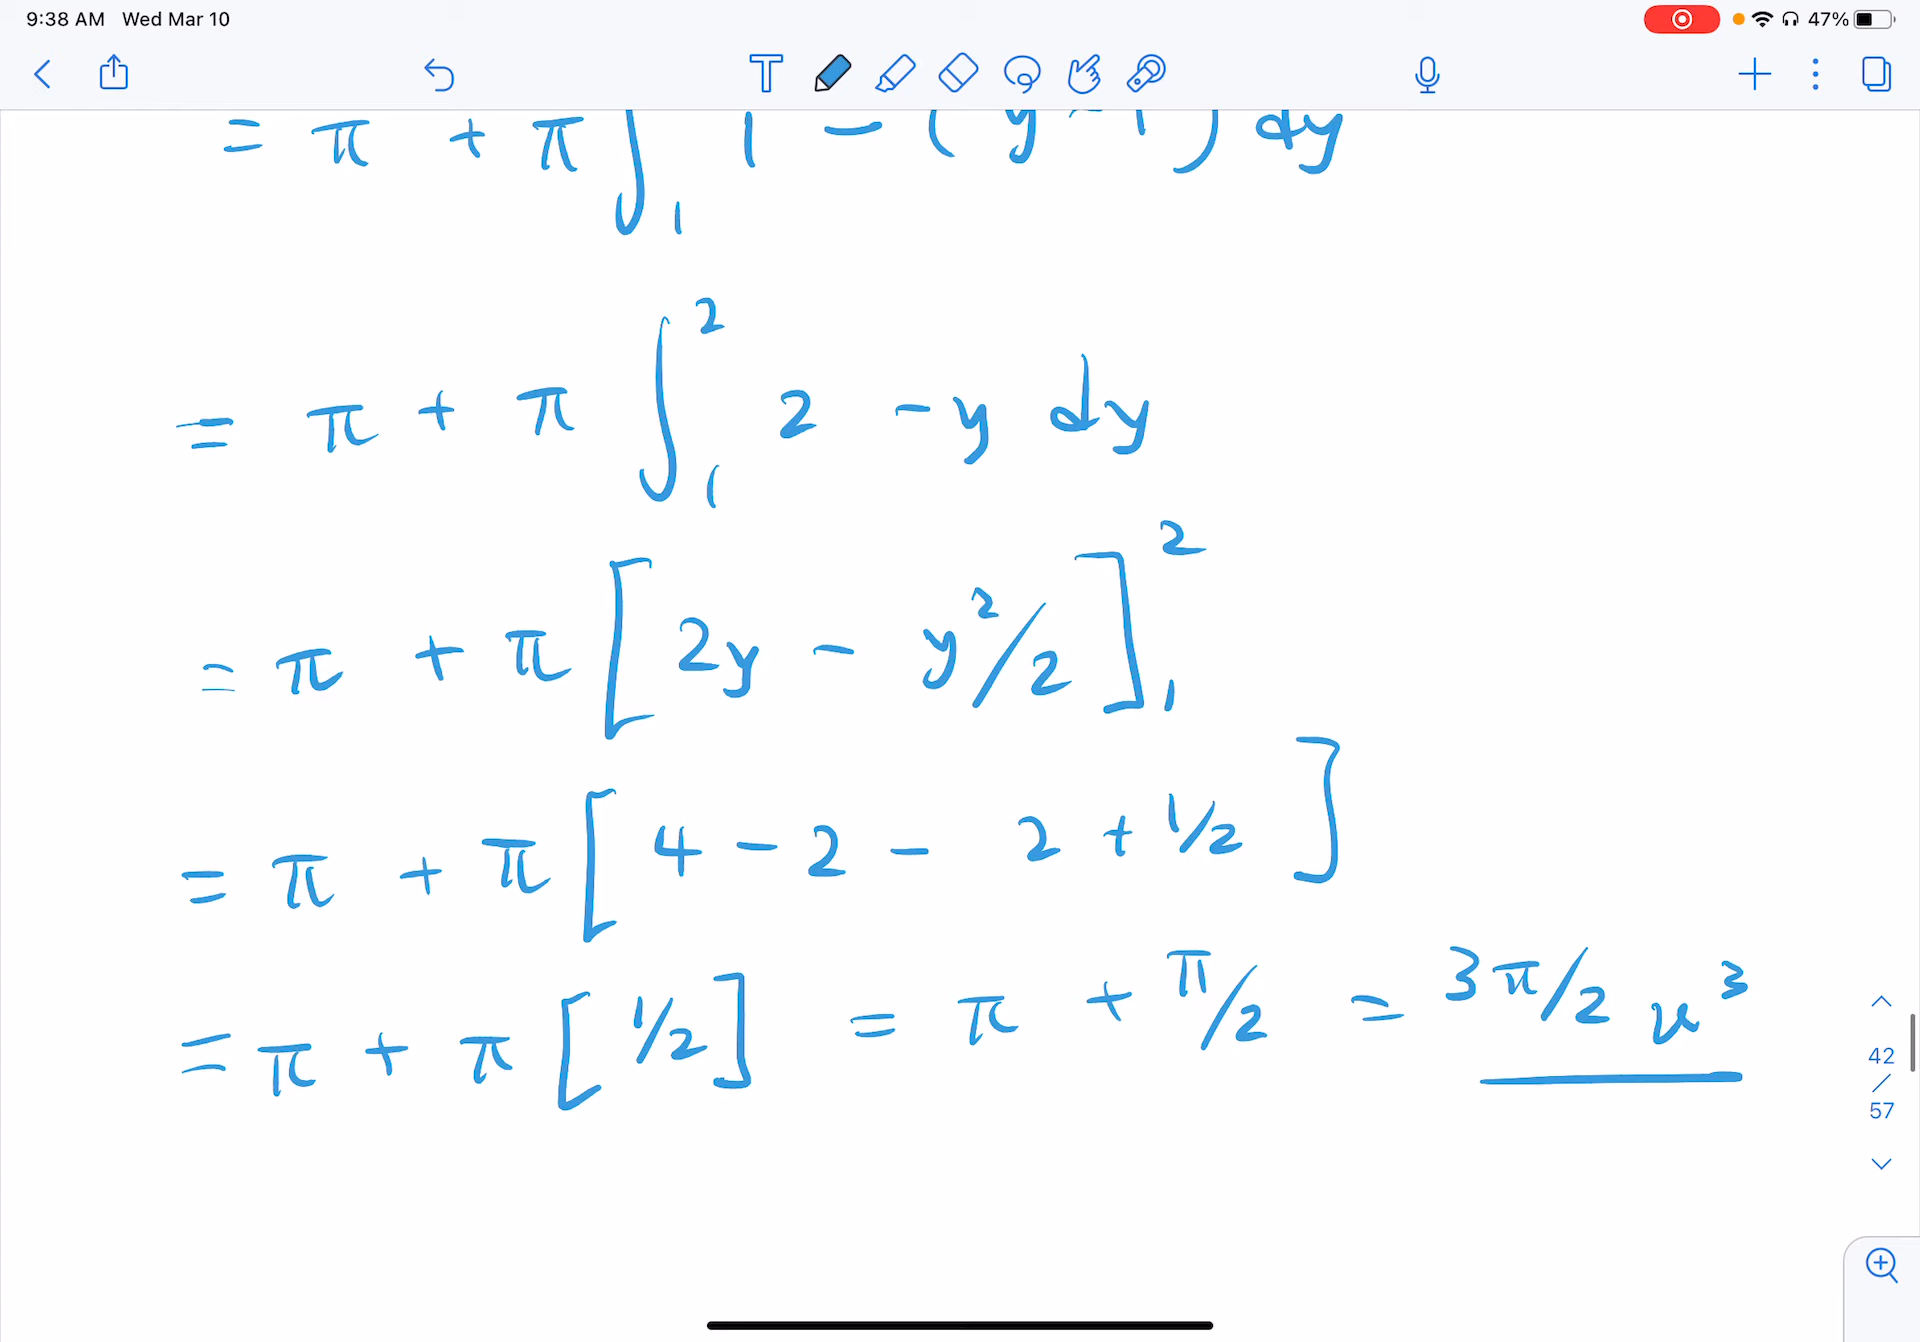 9:38 AM Wed Mar 10 47%
T
= π + π ∫₁ 1 - (y - 1) dy
= π + π ∫₁² 2 - y dy
= π + π [2y - y²/2]₁²
= π + π [4 - 2 - 2 + 1/2]
= π + π [1/2] = π + π/2 = 3π/2 u³
42
/
57